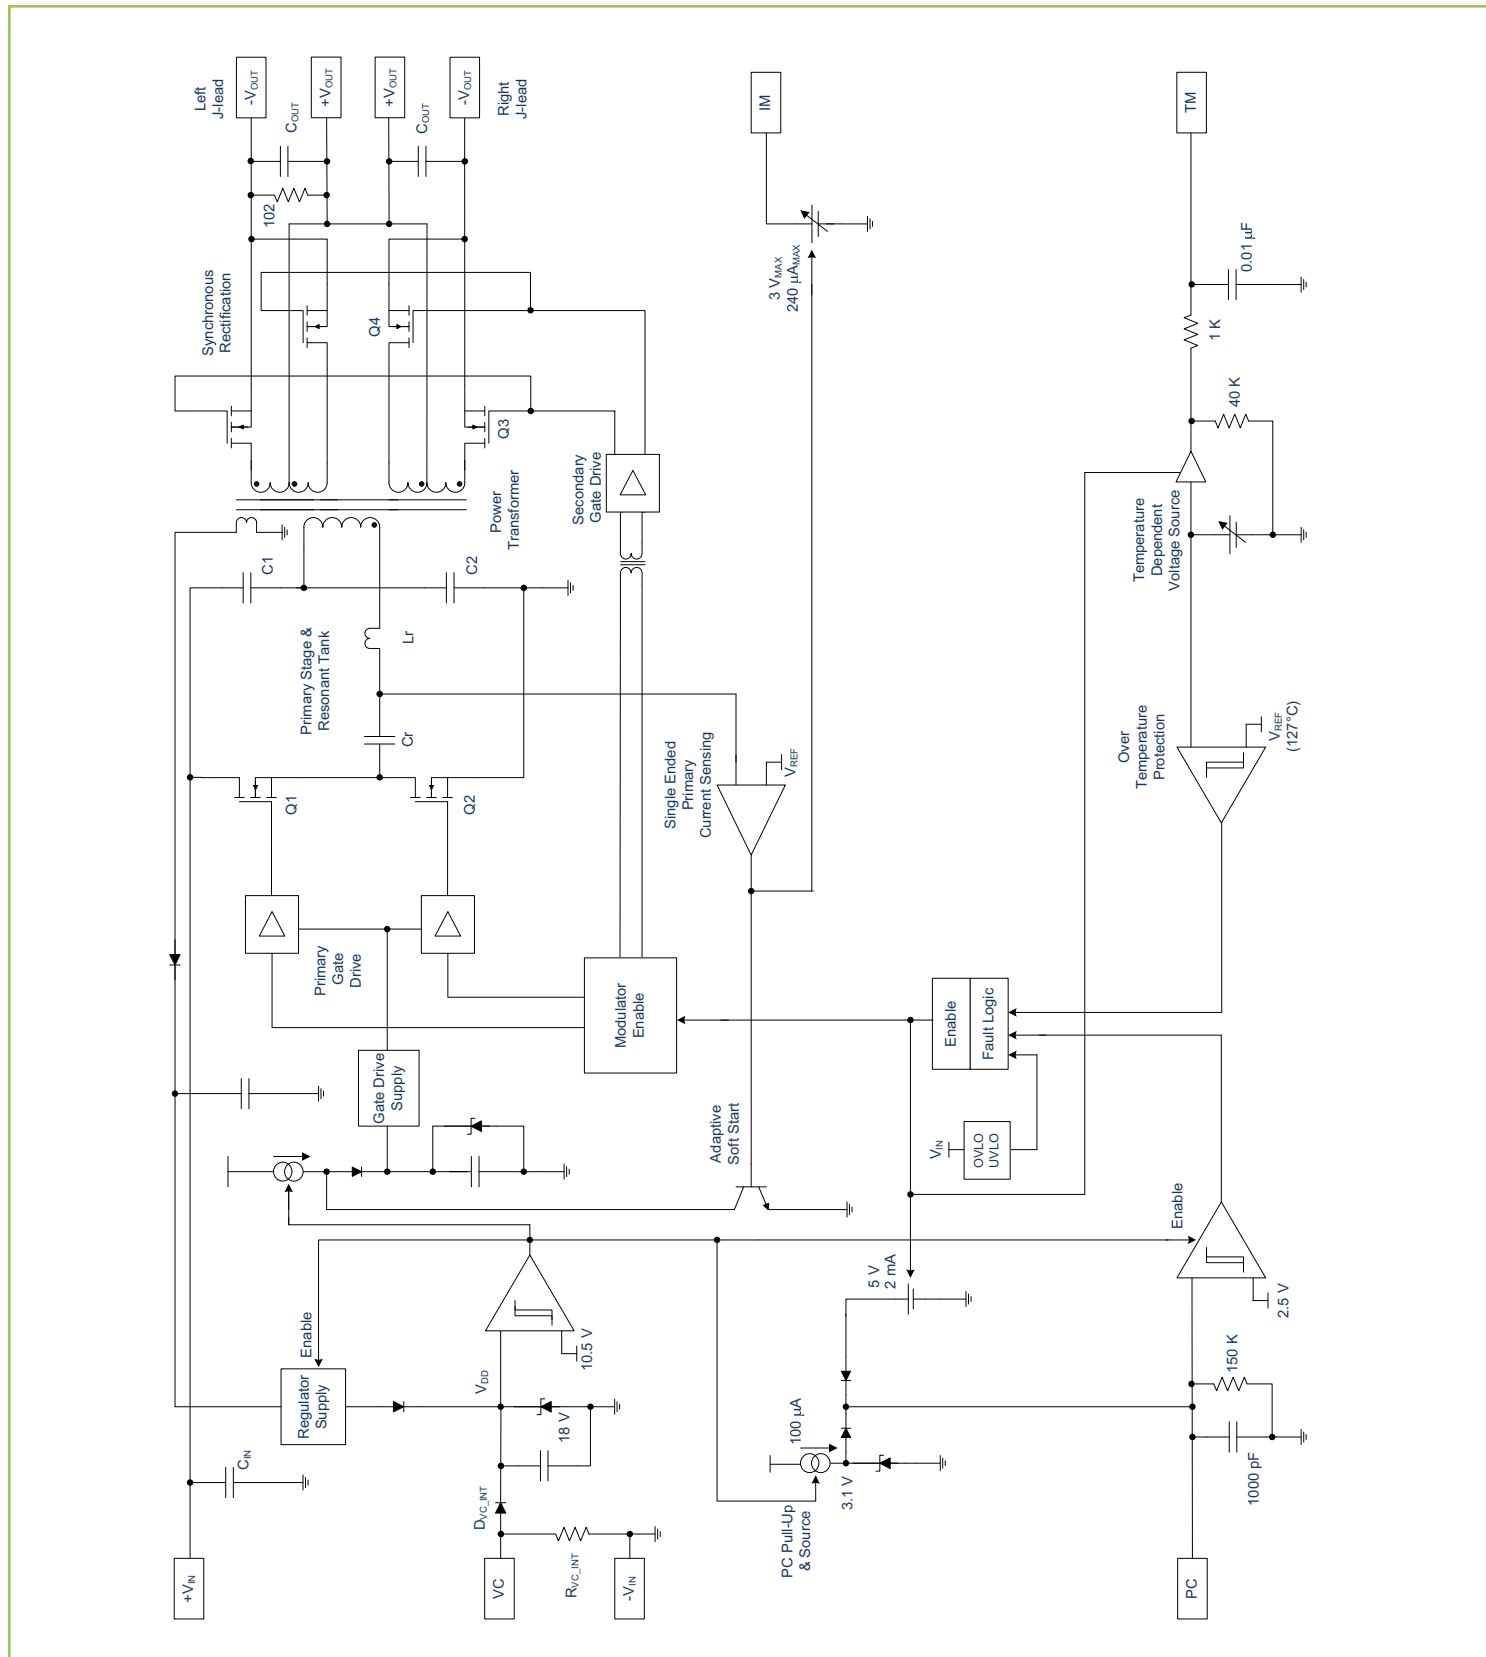 +VIN
CIN
Regulator
Supply
Enable
VC
DVC_INT
VDD
RVC_INT
-VIN
18 V
10.5 V
Gate Drive
Supply
Primary
Gate
Drive
Q1
Q2
Cr
Primary Stage &
Resonant Tank
Lr
C1
C2
Power
Transformer
Synchronous
Rectification
Q4
Q3
102
COUT
COUT
Left
J-lead
-VOUT
+VOUT
+VOUT
-VOUT
Right
J-lead
Secondary
Gate Drive
Modulator
Enable
Single Ended
Primary
Current Sensing
VREF
Adaptive
Soft Start
3 VMAX
240 μAMAX
IM
PC Pull-Up
& Source
100 μA
3.1 V
5 V
2 mA
VIN
OVLO
UVLO
Enable
Fault Logic
PC
1000 pF
150 K
Enable
2.5 V
Over
Temperature
Protection
VREF
(127°C)
Temperature
Dependent
Voltage Source
40 K
1 K
0.01 μF
TM